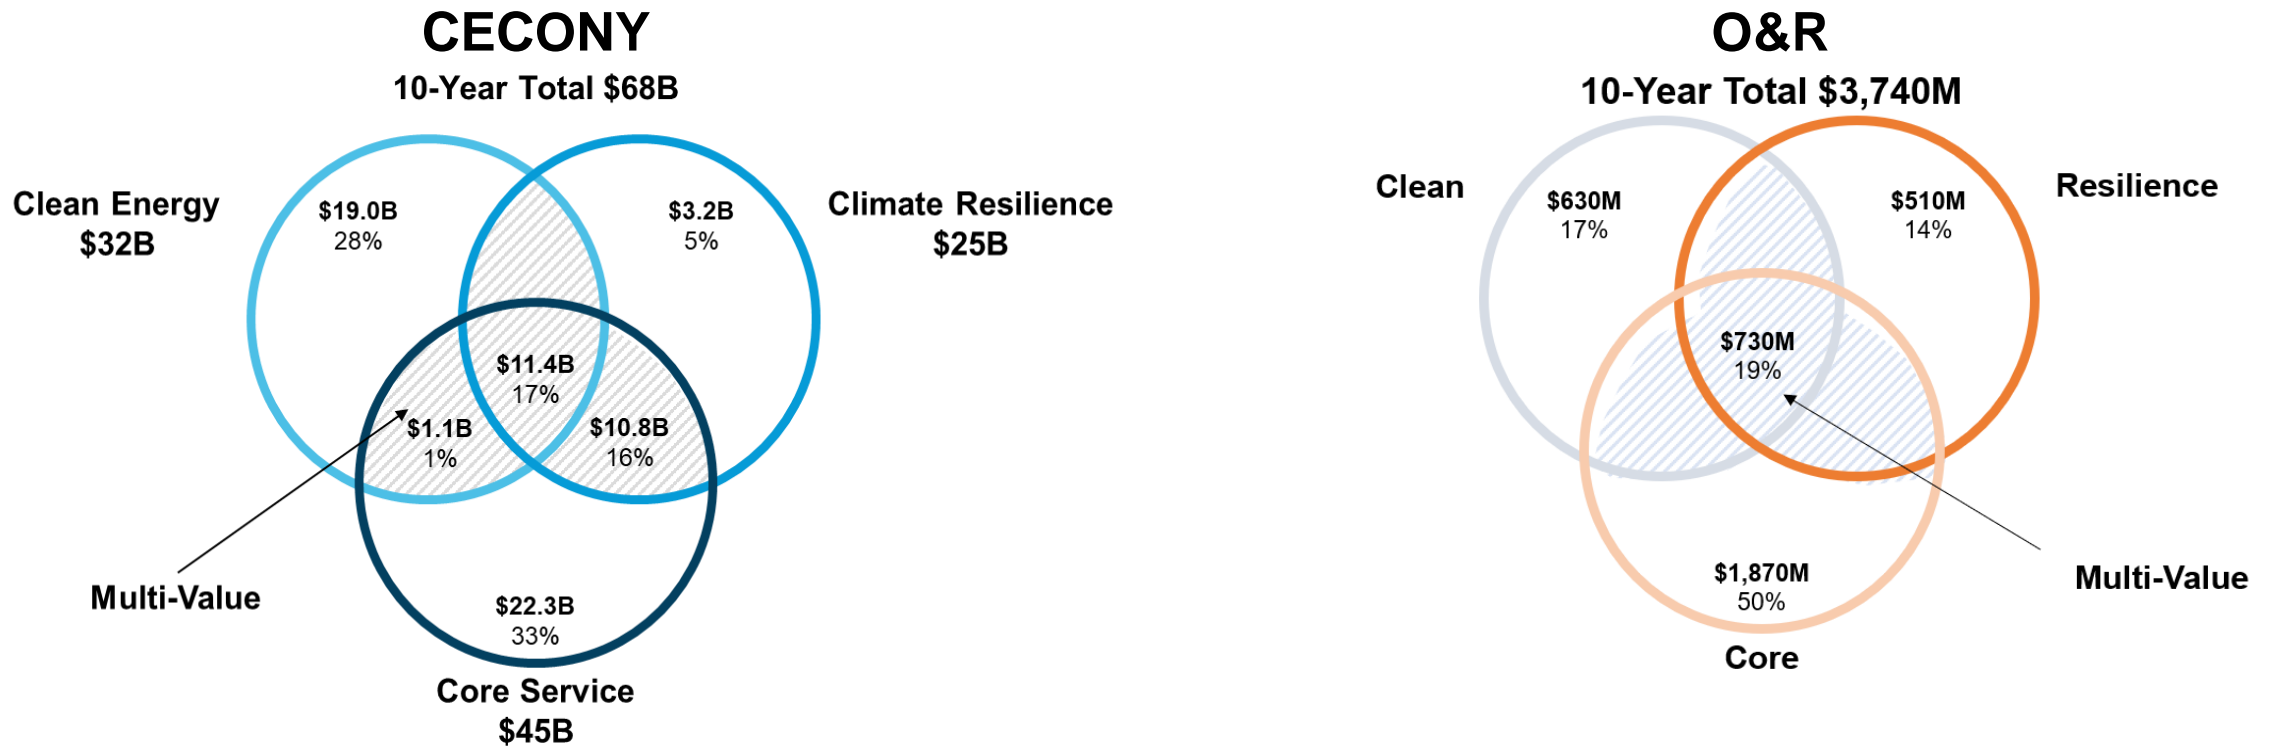 CECONY
10-Year Total $68B
Clean Energy
$32B
$19.0B
28%
$3.2B
5%
Climate Resilience
$25B
$11.4B
17%
$1.1B
1%
$10.8B
16%
Multi-Value
$22.3B
33%
Core Service
$45B
O&R
10-Year Total $3,740M
Clean
$630M
17%
$510M
14%
Resilience
$730M
19%
Multi-Value
$1,870M
50%
Core